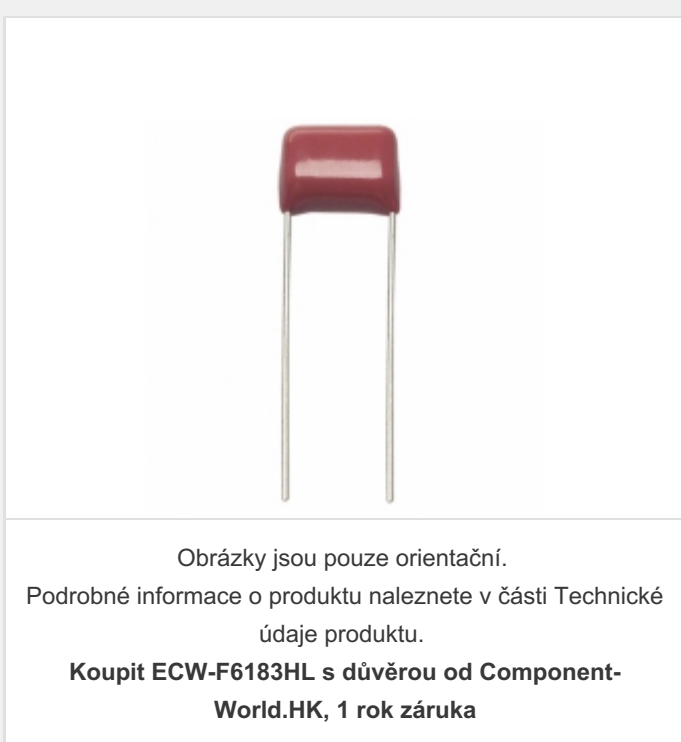 Obrázky jsou pouze orientační.
Podrobné informace o produktu naleznete v části Technické
údaje produktu.
Koupit ECW-F6183HL s důvěrou od Component-
World.HK, 1 rok záruka